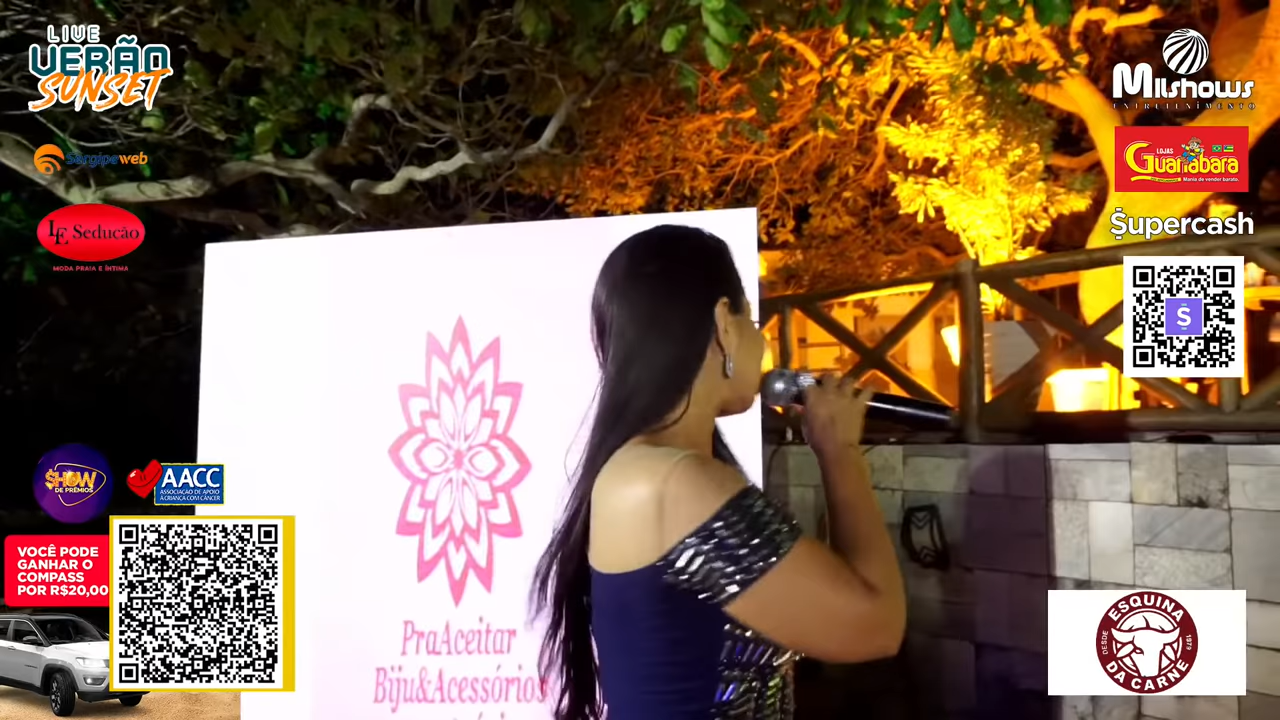 LIVE
VERÃO
SUNSET
Sergipeweb
LE Sedução
MODA PRAIA E ÍNTIMA
Milshows
ENTRETENIMENTO
LOJAS
Guanabara
Mania de vender barato.
$upercash
$
$HOW
DE PRÊMIOS
AACC
ASSOCIAÇÃO DE APOIO
À CRIANÇA COM CÂNCER
VOCÊ PODE
GANHAR O
COMPASS
POR R$20,00
PraAceitar
Biju&Acessórios
ESQUINA
DESDE 1979
DA CARNE